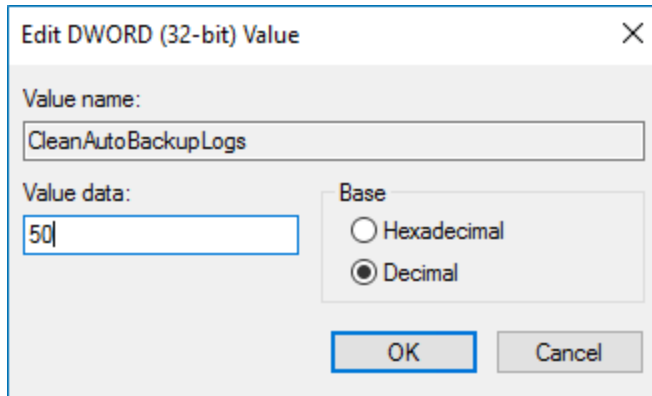 Edit DWORD (32-bit) Value
Value name:
CleanAutoBackupLogs
Value data:
50
Base
Hexadecimal
Decimal
OK
Cancel